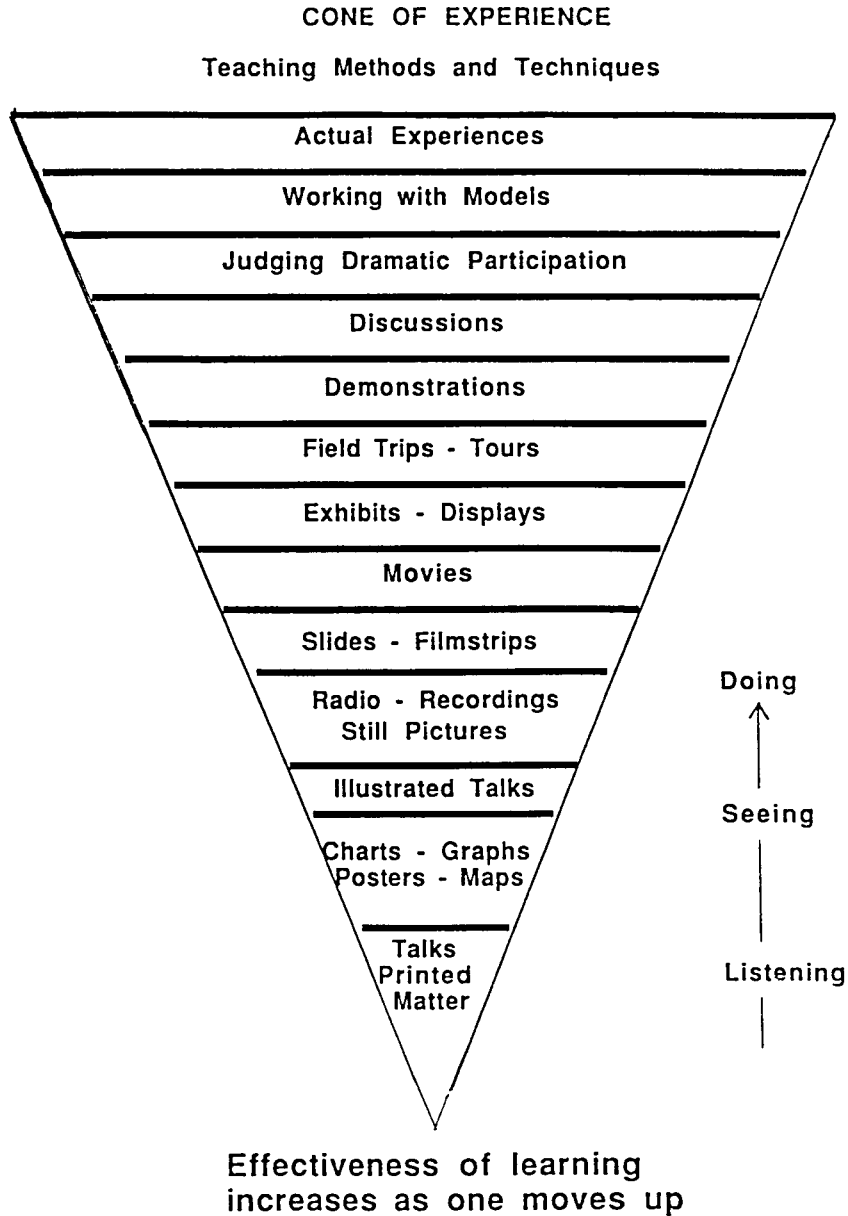 CONE OF EXPERIENCE
Teaching Methods and Techniques
Actual Experiences
Working with Models
Judging Dramatic Participation
Discussions
Demonstrations
Field Trips - Tours
Exhibits - Displays
Movies
Slides - Filmstrips
Radio - Recordings
Still Pictures
Illustrated Talks
Charts - Graphs
Posters - Maps
Talks
Printed
Matter
Doing
Seeing
Listening
Effectiveness of learning
increases as one moves up